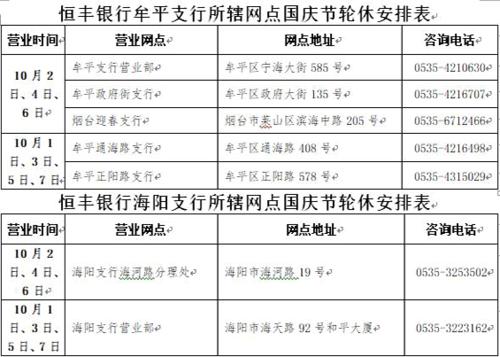 恒丰银行牟平支行所辖网点国庆节轮休安排表
营业时间 营业网点 网点地址 咨询电话
10月2日、4日、6日
牟平支行营业部 牟平区宁海大街585号 0535-4210630
牟平政府街支行 牟平区政府大街135号 0535-4216707
烟台迎春支行 烟台市莱山区滨海中路205号 0535-6712466
10月1日、3日、5日、7日
牟平通海路支行 牟平区通海路408号 0535-4216498
牟平正阳路支行 牟平区正阳路578号 0535-4315029
恒丰银行海阳支行所辖网点国庆节轮休安排表
营业时间 营业网点 网点地址 咨询电话
10月2日、4日、6日
海阳支行海河路分理处 海阳市海河路19号 0535-3253502
10月1日、3日、5日、7日
海阳支行营业部 海阳市海天路92号和平大厦 0535-3223162